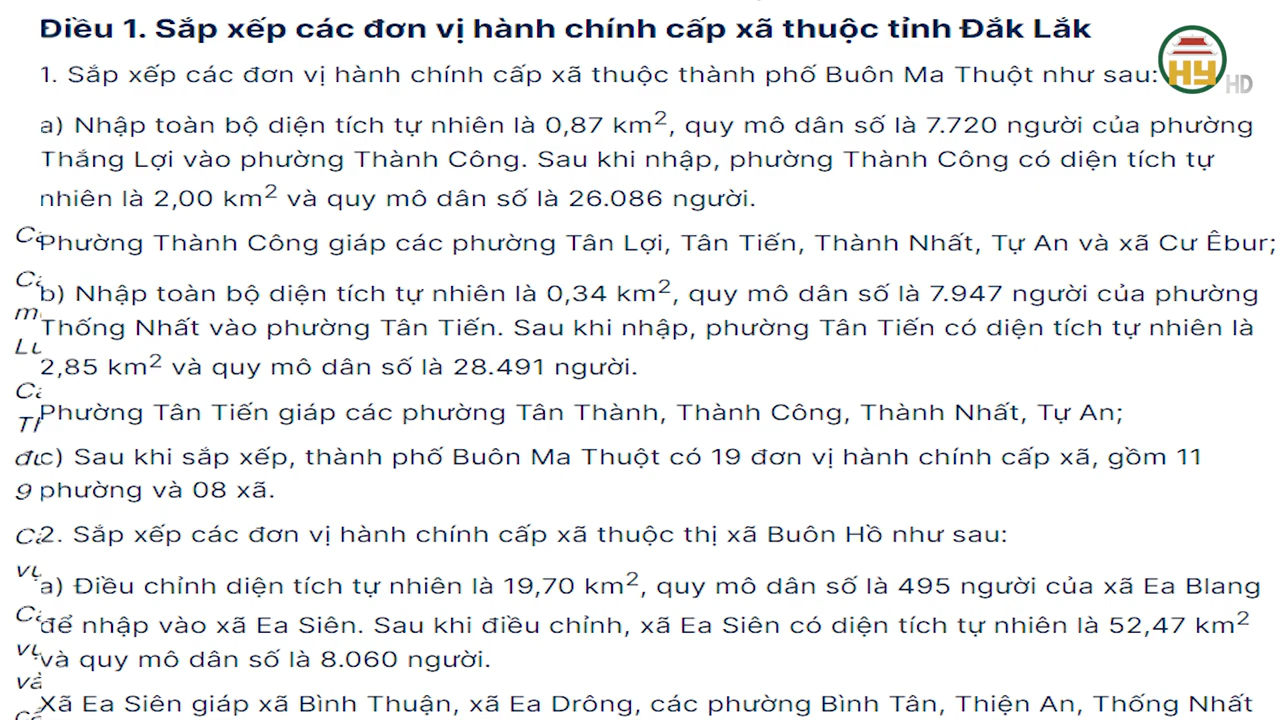 Điều 1. Sắp xếp các đơn vị hành chính cấp xã thuộc tỉnh Đắk Lắk
1. Sắp xếp các đơn vị hành chính cấp xã thuộc thành phố Buôn Ma Thuột như sau:
HY HD
a) Nhập toàn bộ diện tích tự nhiên là 0,87 km², quy mô dân số là 7.720 người của phường
Thắng Lợi vào phường Thành Công. Sau khi nhập, phường Thành Công có diện tích tự
nhiên là 2,00 km² và quy mô dân số là 26.086 người.
Phường Thành Công giáp các phường Tân Lợi, Tân Tiến, Thành Nhất, Tự An và xã Cư Êbur;
b) Nhập toàn bộ diện tích tự nhiên là 0,34 km², quy mô dân số là 7.947 người của phường
Thống Nhất vào phường Tân Tiến. Sau khi nhập, phường Tân Tiến có diện tích tự nhiên là
2,85 km² và quy mô dân số là 28.491 người.
Phường Tân Tiến giáp các phường Tân Thành, Thành Công, Thành Nhất, Tự An;
c) Sau khi sắp xếp, thành phố Buôn Ma Thuột có 19 đơn vị hành chính cấp xã, gồm 11
phường và 08 xã.
2. Sắp xếp các đơn vị hành chính cấp xã thuộc thị xã Buôn Hồ như sau:
a) Điều chỉnh diện tích tự nhiên là 19,70 km², quy mô dân số là 495 người của xã Ea Blang
để nhập vào xã Ea Siên. Sau khi điều chỉnh, xã Ea Siên có diện tích tự nhiên là 52,47 km²
và quy mô dân số là 8.060 người.
Xã Ea Siên giáp xã Bình Thuận, xã Ea Drông, các phường Bình Tân, Thiện An, Thống Nhất